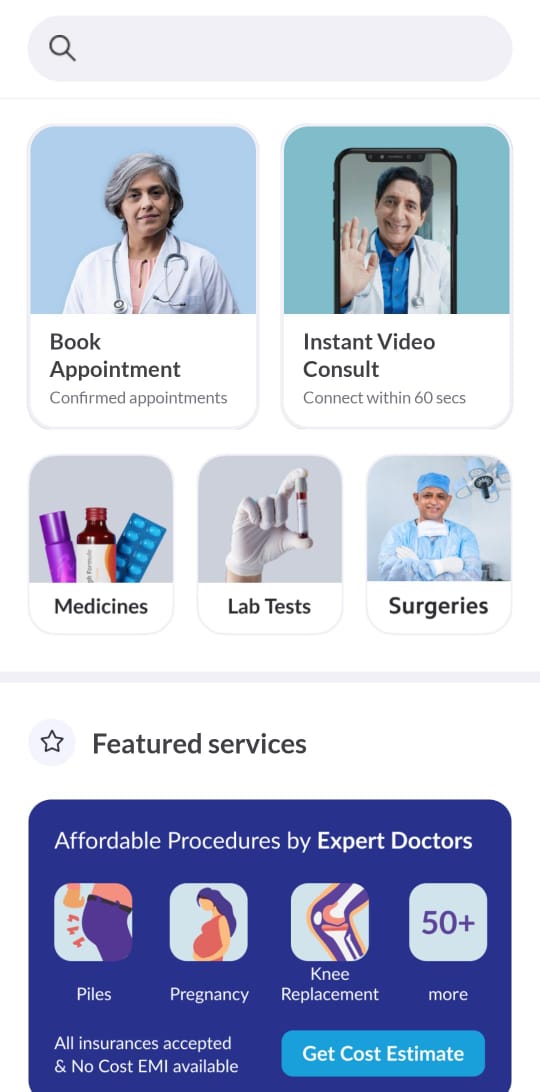 Book
Appointment
Confirmed appointments
Instant Video
Consult
Connect within 60 secs
Medicines
Lab Tests
Surgeries
Featured services
Affordable Procedures by Expert Doctors
50+
Piles
Pregnancy
Knee
Replacement
more
All insurances accepted
& No Cost EMI available
Get Cost Estimate